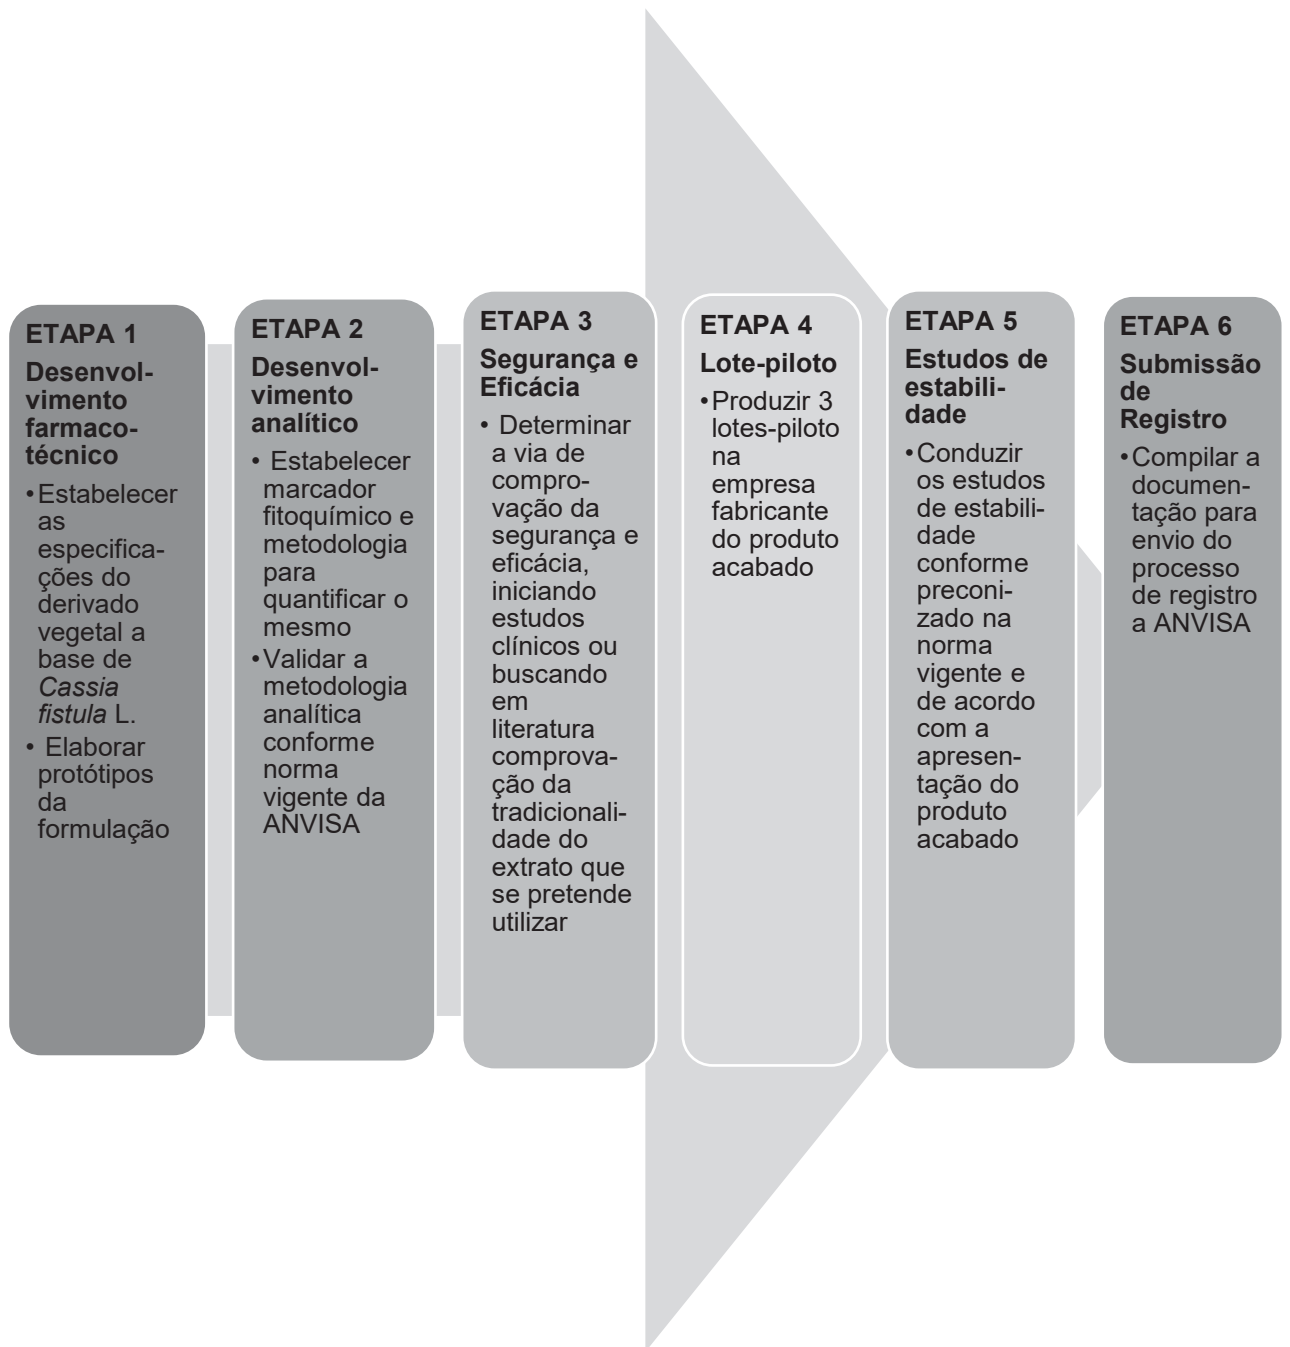 ETAPA 1
Desenvol-
vimento
farmaco-
técnico
•Estabelecer
as
especifica-
ções do
derivado
vegetal a
base de
Cassia
fistula L.
• Elaborar
protótipos
da
formulação
ETAPA 2
Desenvol-
vimento
analítico
• Estabelecer
marcador
fitoquímico e
metodologia
para
quantificar o
mesmo
•Validar a
metodologia
analítica
conforme
norma
vigente da
ANVISA
ETAPA 3
Segurança e
Eficácia
• Determinar
a via de
compro-
vação da
segurança e
eficácia,
iniciando
estudos
clínicos ou
buscando
em
literatura
comprova-
ção da
tradicionali-
dade do
extrato que
se pretende
utilizar
ETAPA 4
Lote-piloto
•Produzir 3
lotes-piloto
na
empresa
fabricante
do produto
acabado
ETAPA 5
Estudos de
estabili-
dade
•Conduzir
os estudos
de estabili-
dade
conforme
preconi-
zado na
norma
vigente e
de acordo
com a
apresen-
tação do
produto
acabado
ETAPA 6
Submissão
de
Registro
•Compilar a
documen-
tação para
envio do
processo
de registro
a ANVISA